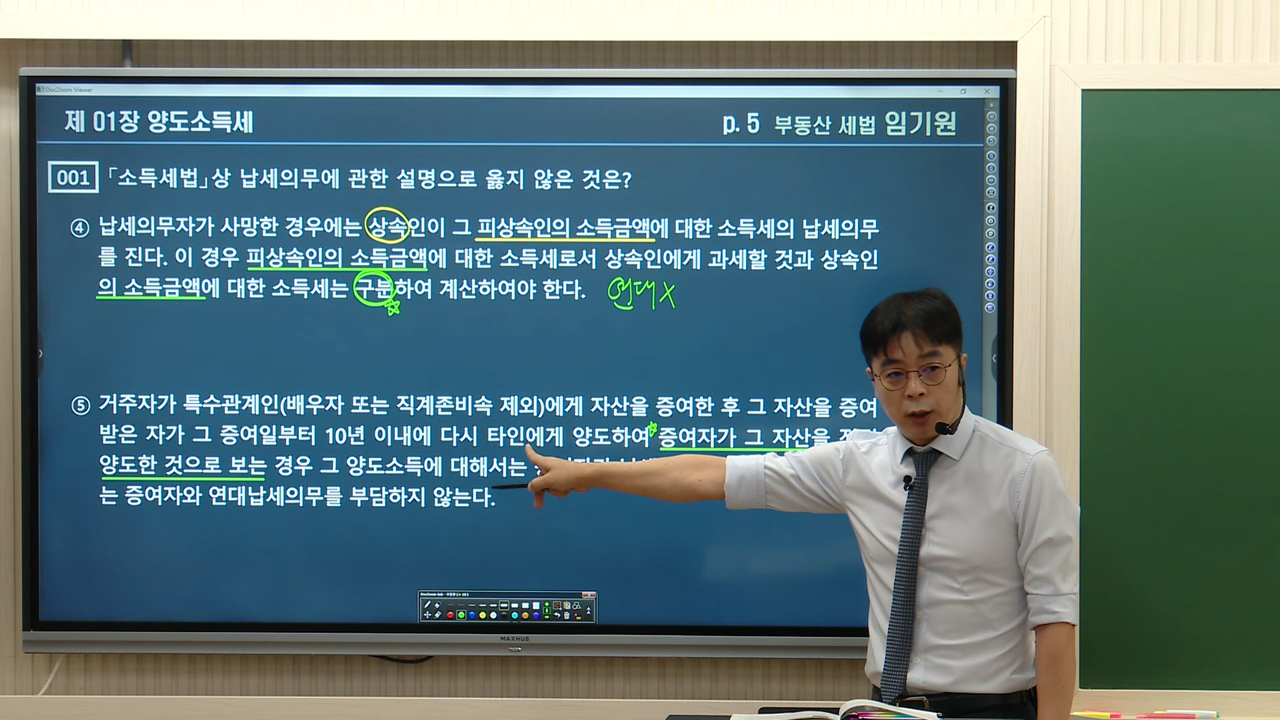 DocZoom Viewer
제 01장 양도소득세
p. 5 부동산 세법 임기원
001 「소득세법」상 납세의무에 관한 설명으로 옳지 않은 것은?
④ 납세의무자가 사망한 경우에는 상속인이 그 피상속인의 소득금액에 대한 소득세의 납세의무
를 진다. 이 경우 피상속인의 소득금액에 대한 소득세로서 상속인에게 과세할 것과 상속인
의 소득금액에 대한 소득세는 구분하여 계산하여야 한다. 연대X
⑤ 거주자가 특수관계인(배우자 또는 직계존비속 제외)에게 자산을 증여한 후 그 자산을 증여
받은 자가 그 증여일부터 10년 이내에 다시 타인에게 양도하여 증여자가 그 자산을
양도한 것으로 보는 경우 그 양도소득에 대해서는
는 증여자와 연대납세의무를 부담하지 않는다.
MAXHUB